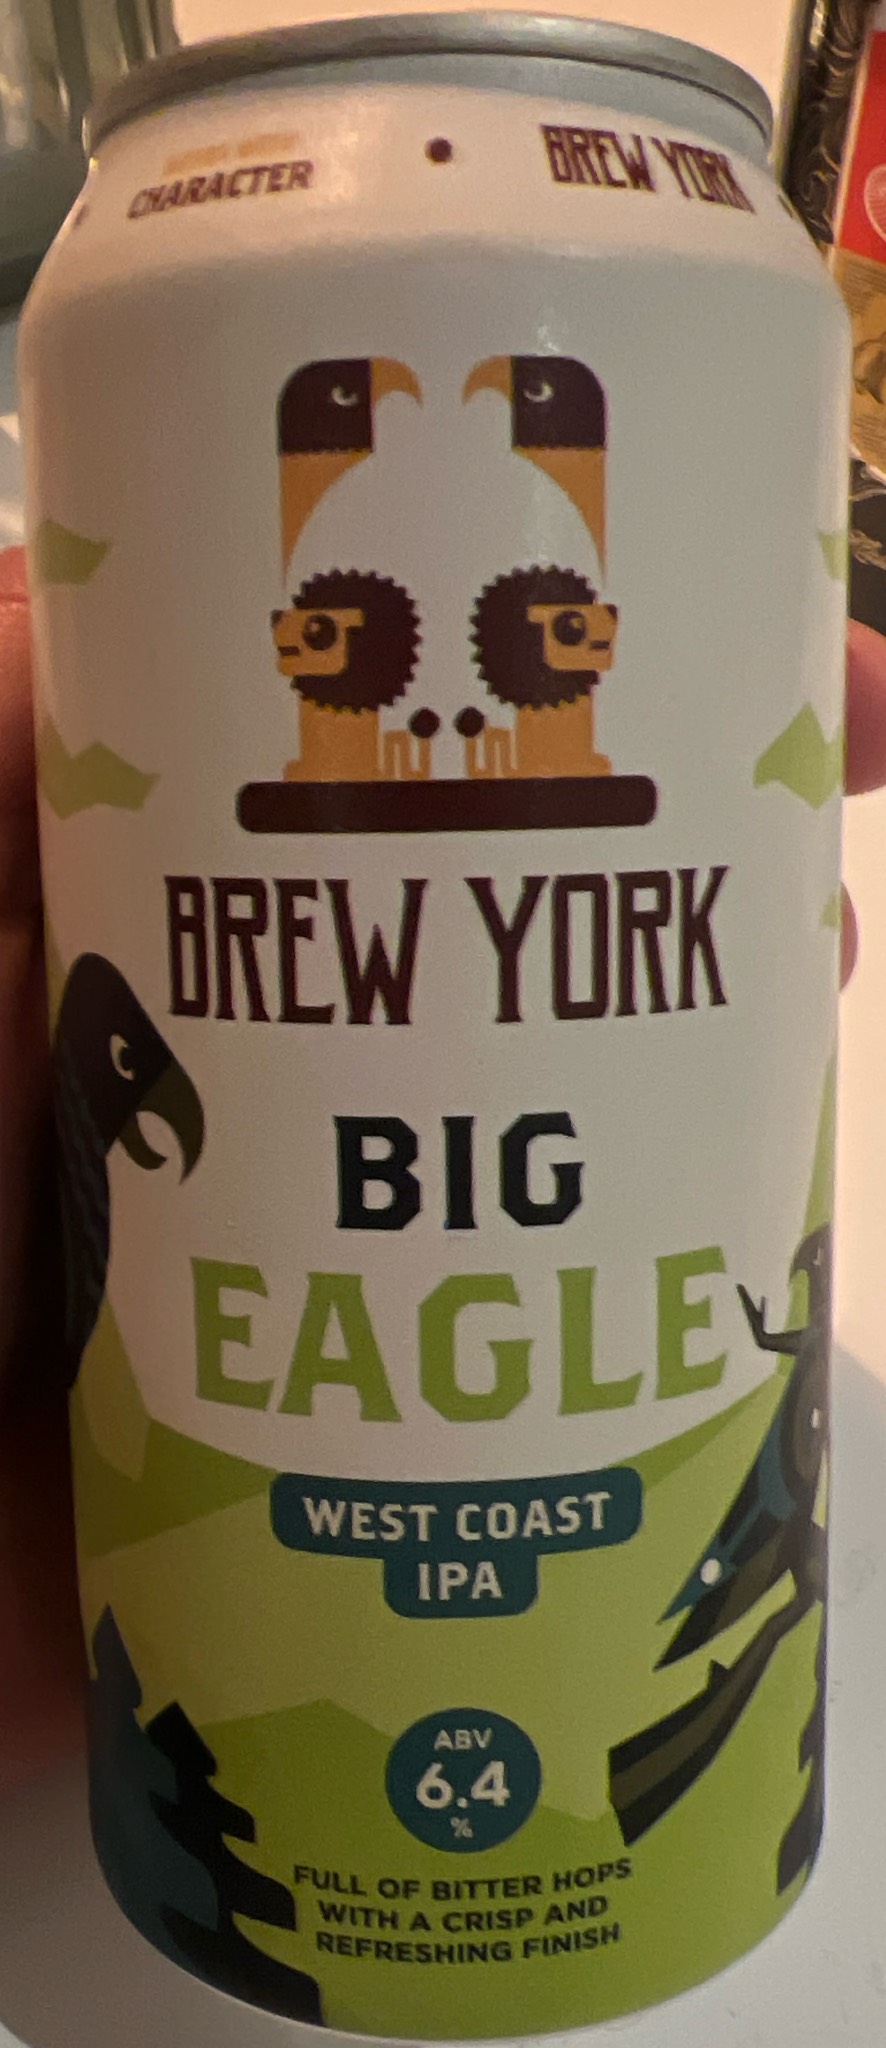 CHARACTER
BREW YORK
BREW YORK
BIG
EAGLE
WEST COAST
IPA
ABV
6.4
%
FULL OF BITTER HOPS
WITH A CRISP AND
REFRESHING FINISH